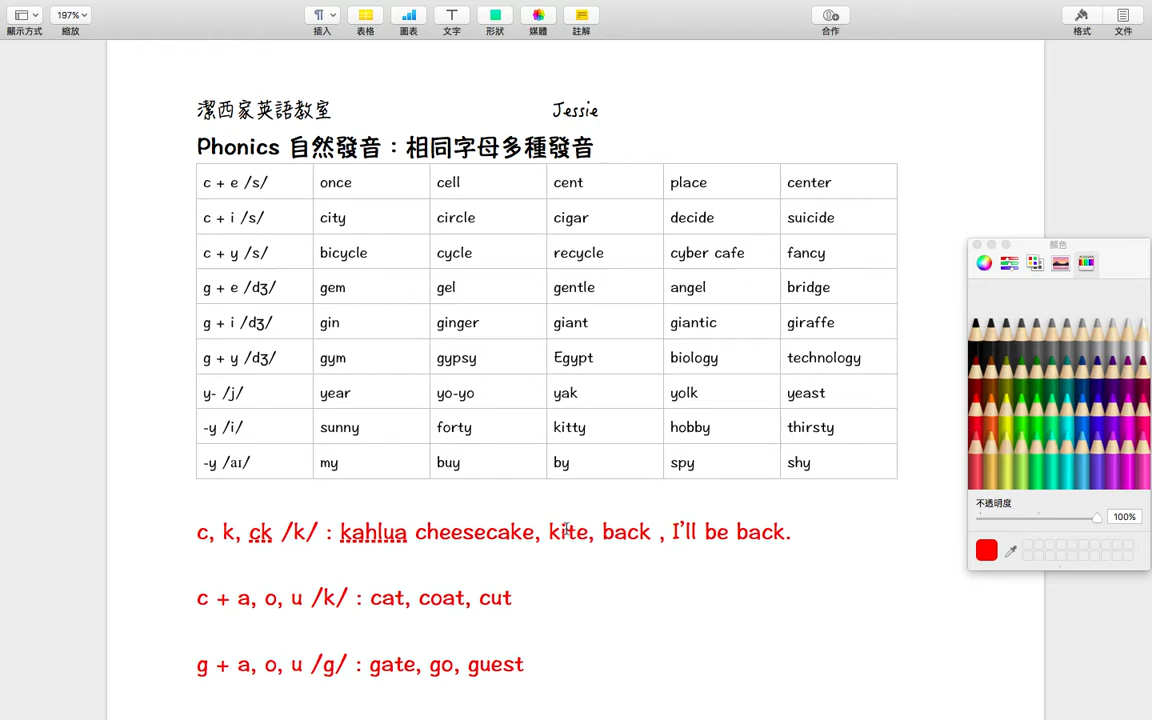 197%
顯示方式 縮放 插入 表格 圖表 文字 形狀 媒體 註解 合作 格式 文件
潔西家英語教室 Jessie
Phonics 自然發音：相同字母多種發音
c + e /s/ once cell cent place center
c + i /s/ city circle cigar decide suicide
c + y /s/ bicycle cycle recycle cyber cafe fancy
g + e /dʒ/ gem gel gentle angel bridge
g + i /dʒ/ gin ginger giant giantic giraffe
g + y /dʒ/ gym gypsy Egypt biology technology
y- /j/ year yo-yo yak yolk yeast
-y /i/ sunny forty kitty hobby thirsty
-y /aɪ/ my buy by spy shy
c, k, ck /k/ : kahlua cheesecake, kite, back , I'll be back.
c + a, o, u /k/ : cat, coat, cut
g + a, o, u /g/ : gate, go, guest
顏色
不透明度
100%